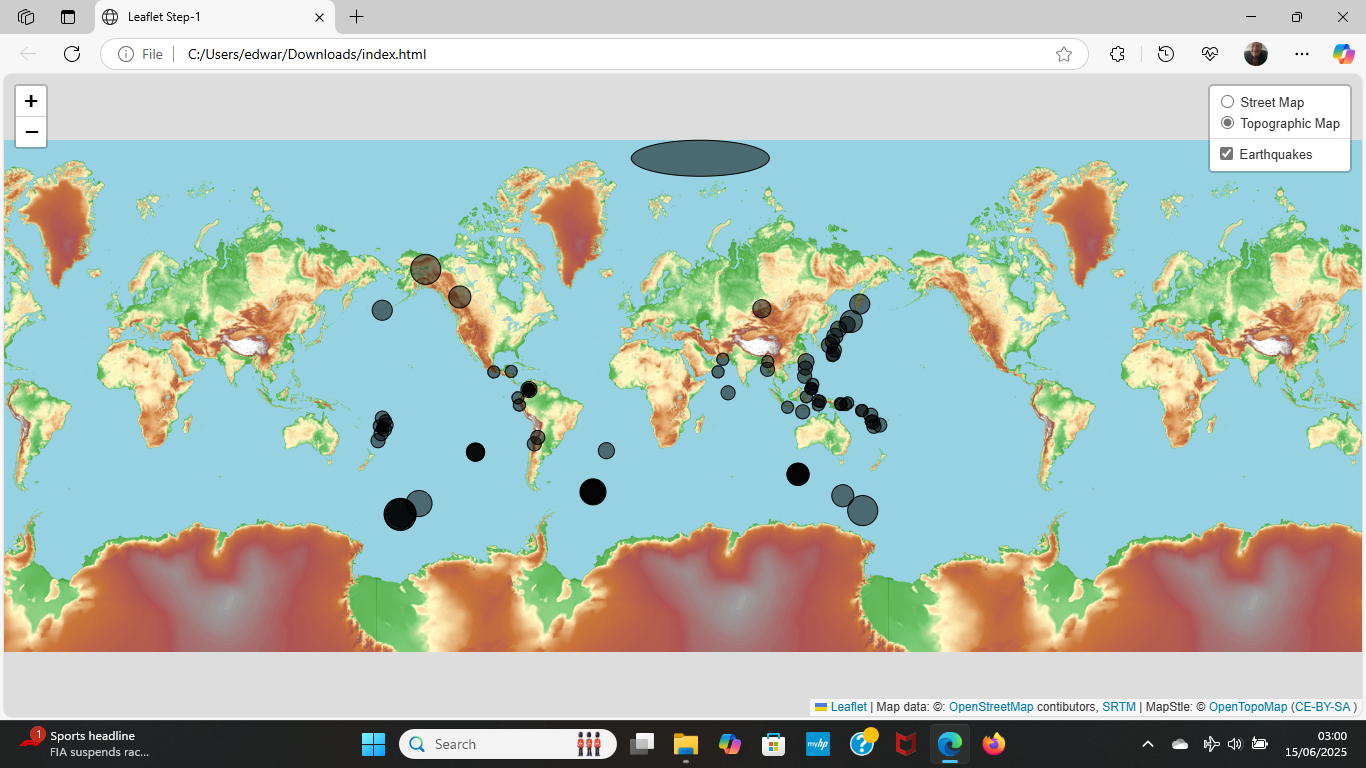 Leaflet Step-1
File
C:/Users/edwar/Downloads/index.html
+
−
Street Map
Topographic Map
Earthquakes
Leaflet | Map data: ©: OpenStreetMap contibutors, SRTM | MapStle: © OpenTopoMap (CE-BY-SA )
1
Sports headline
FIA suspends rac...
Search
myhp
03:00
15/06/2025